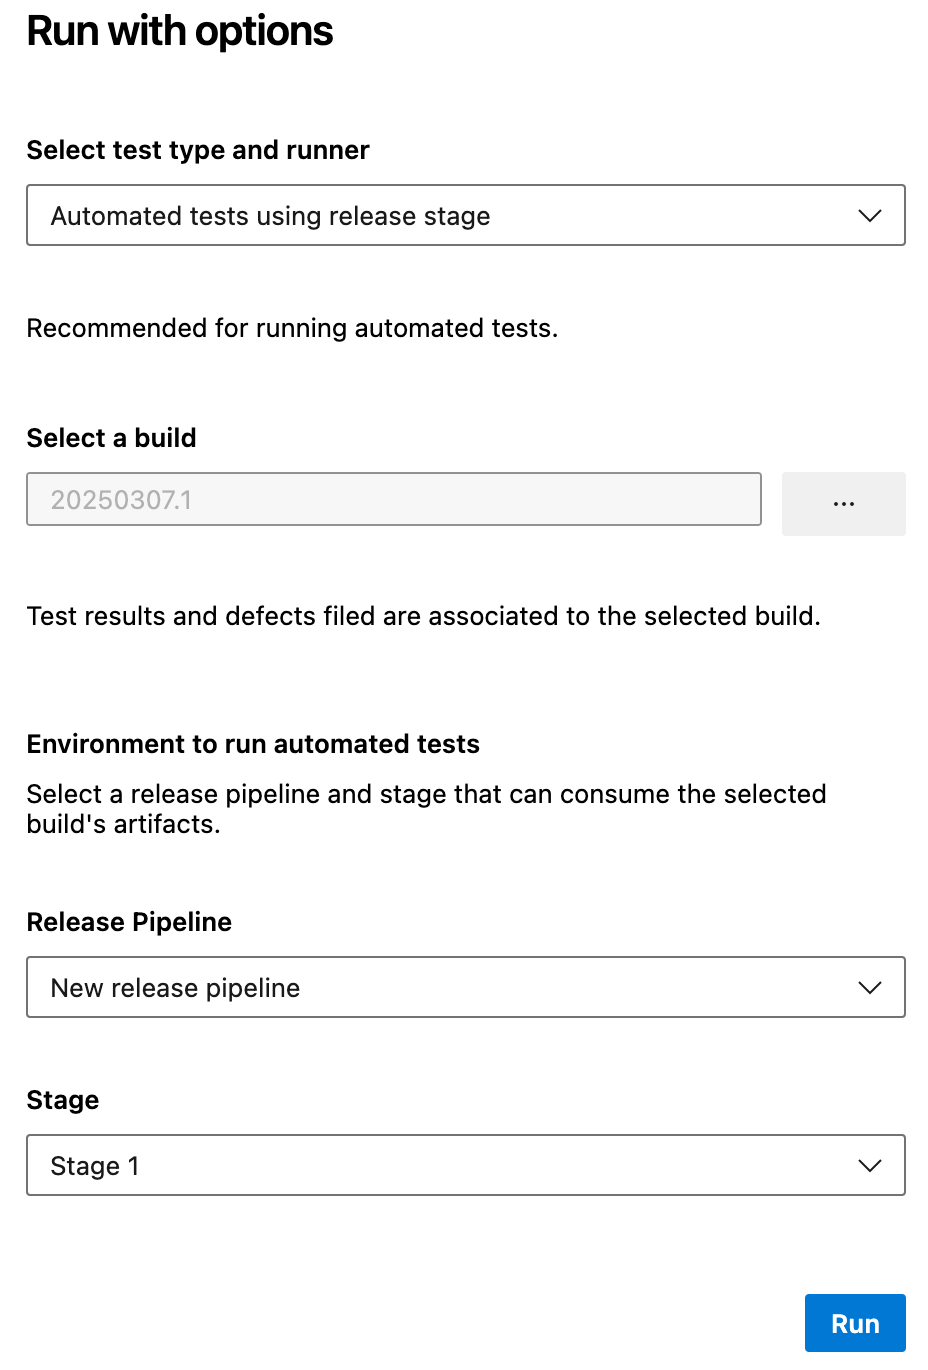 Run with options
Select test type and runner
Automated tests using release stage
Recommended for running automated tests.
Select a build
20250307.1
...
Test results and defects filed are associated to the selected build.
Environment to run automated tests
Select a release pipeline and stage that can consume the selected
build's artifacts.
Release Pipeline
New release pipeline
Stage
Stage 1
Run